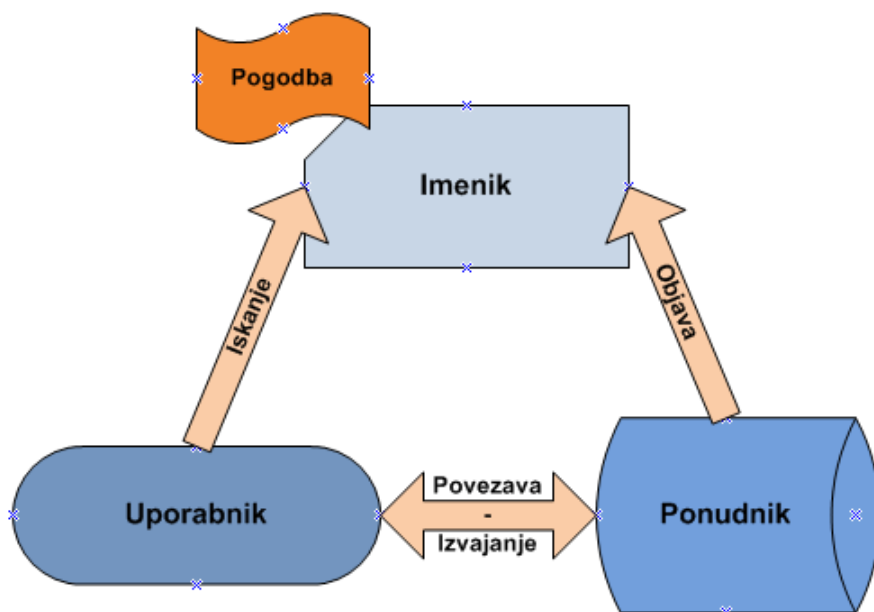 Pogodba
Imenik
Iskanje
Objava
Uporabnik
Povezava
-
Izvajanje
Ponudnik